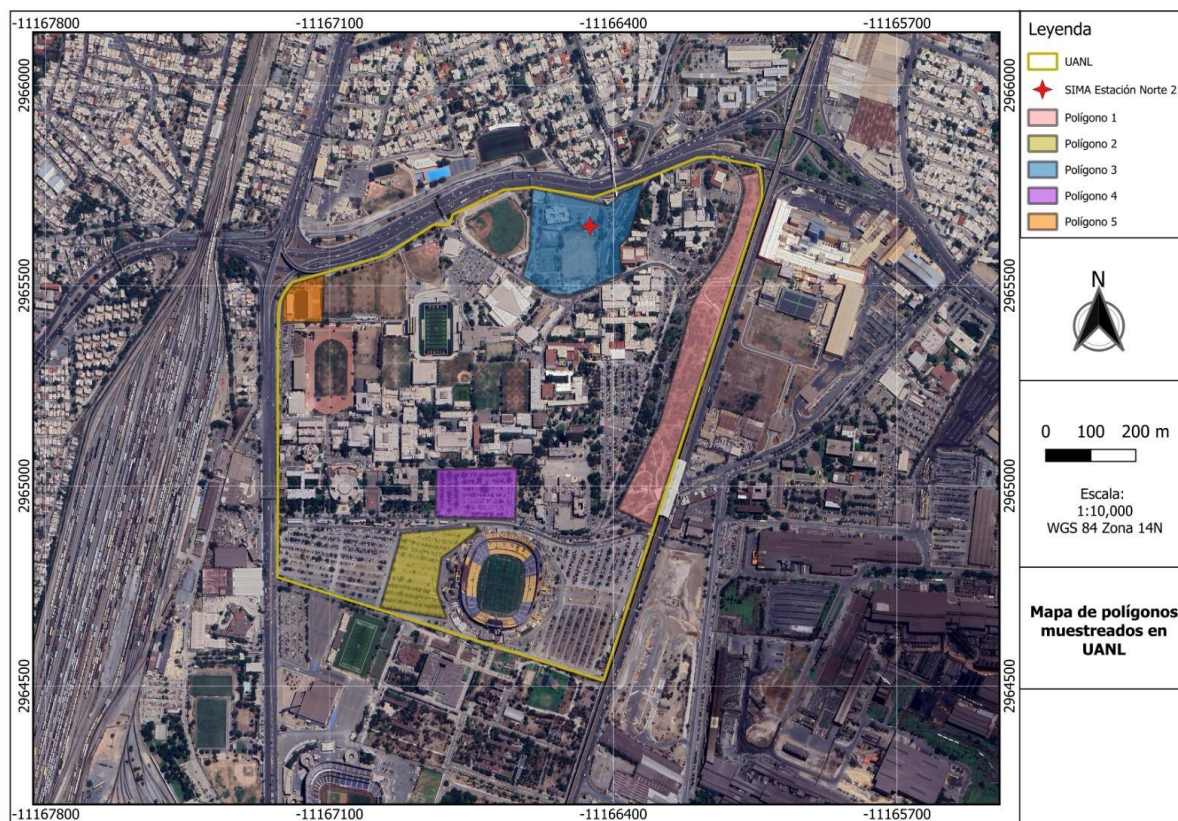 -11167800
-11167100
-11166400
-11165700
2966000
2966000
2965500
2965500
2965000
2965000
2964500
2964500
-11167800
-11167100
-11166400
-11165700
Leyenda
UANL
SIMA Estación Norte 2
Polígono 1
Polígono 2
Polígono 3
Polígono 4
Polígono 5
N
0 100 200 m
Escala:
1:10,000
WGS 84 Zona 14N
Mapa de polígonos
muestreados en
UANL